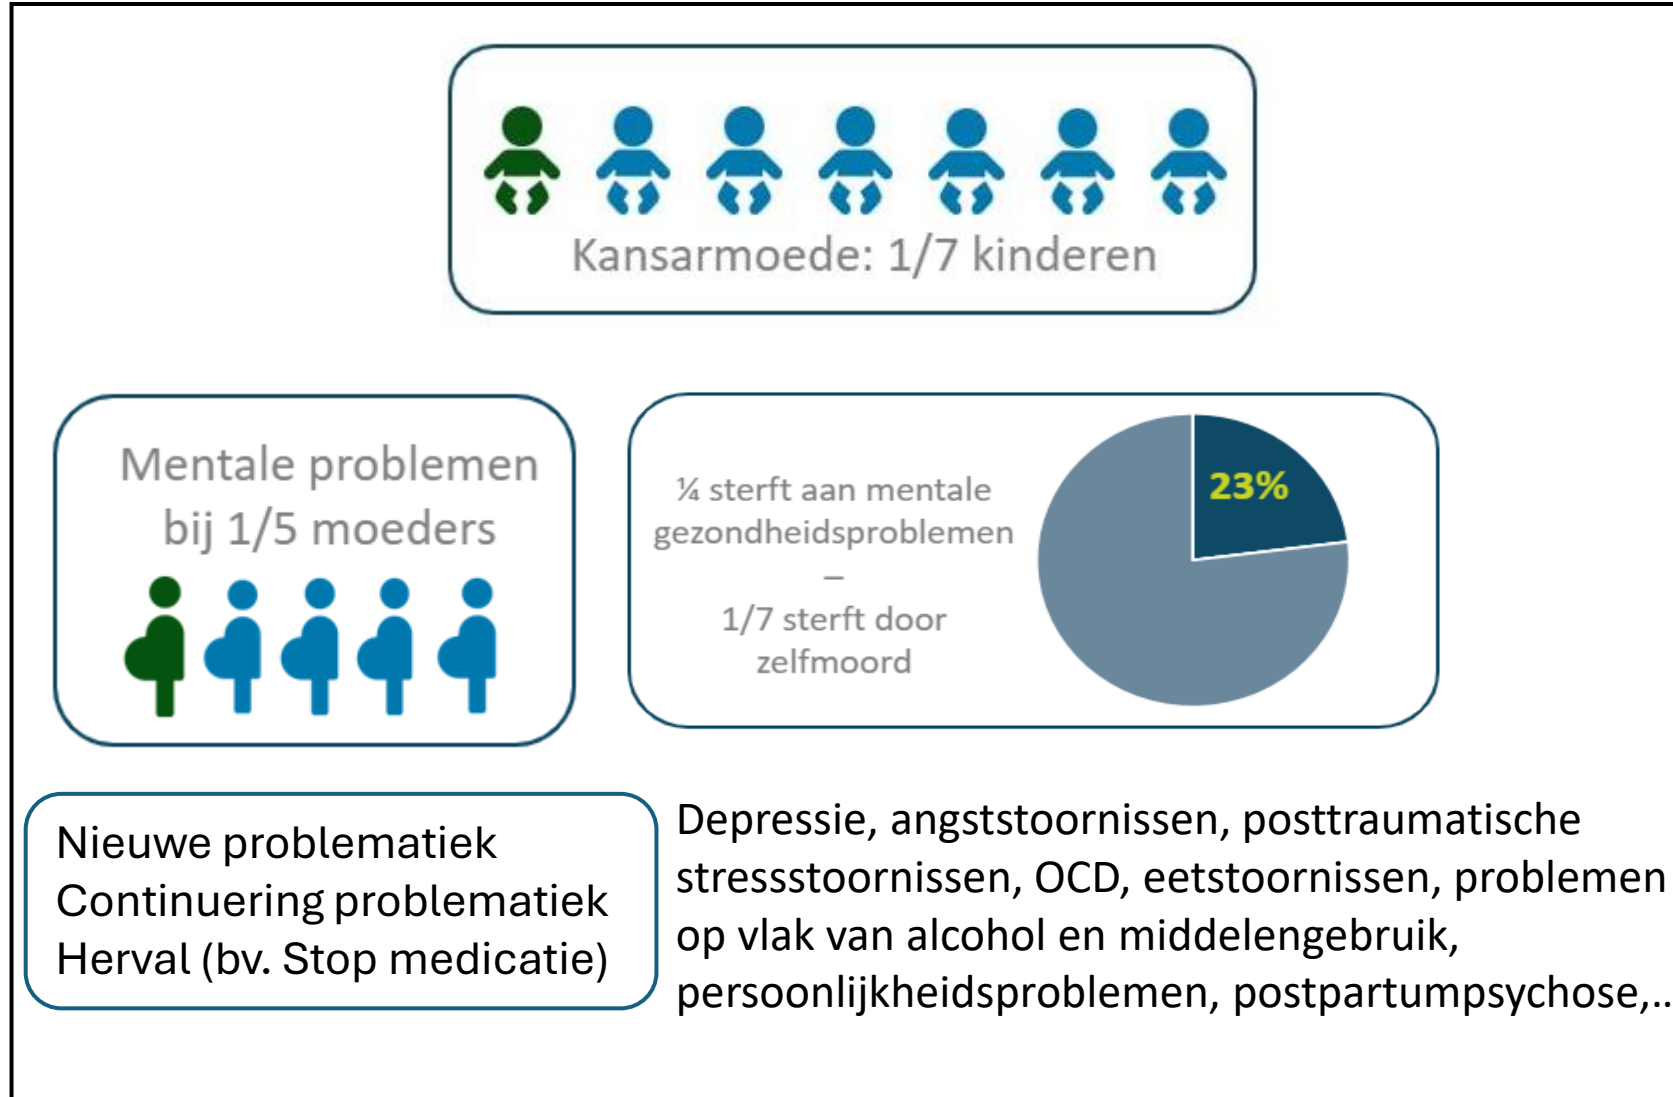 Kansarmoede: 1/7 kinderen
Mentale problemen
bij 1/5 moeders
¼ sterft aan mentale
gezondheidsproblemen
–
1/7 sterft door
zelfmoord
23%
Nieuwe problematiek
Continuering problematiek
Herval (bv. Stop medicatie)
Depressie, angststoornissen, posttraumatische
stressstoornissen, OCD, eetstoornissen, problemen
op vlak van alcohol en middelengebruik,
persoonlijkheidsproblemen, postpartumpsychose,..